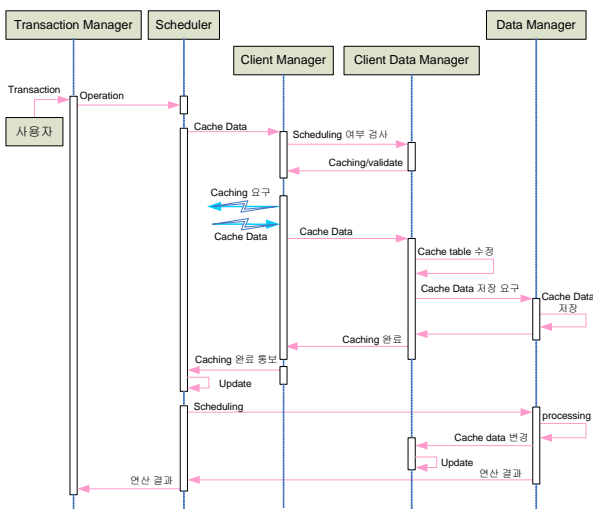 Transaction Manager
Scheduler
Data Manager
Client Manager
Client Data Manager
Transaction
Operation
사용자
Cache Data
Scheduling 여부 검사
Caching/validate
Caching 요구
Cache Data
Cache Data
Cache table 수정
Cache Data 저장 요구
Cache Data
저장
Caching 완료
Caching 완료 통보
Update
Scheduling
processing
Cache data 변경
Update
연산 결과
연산 결과